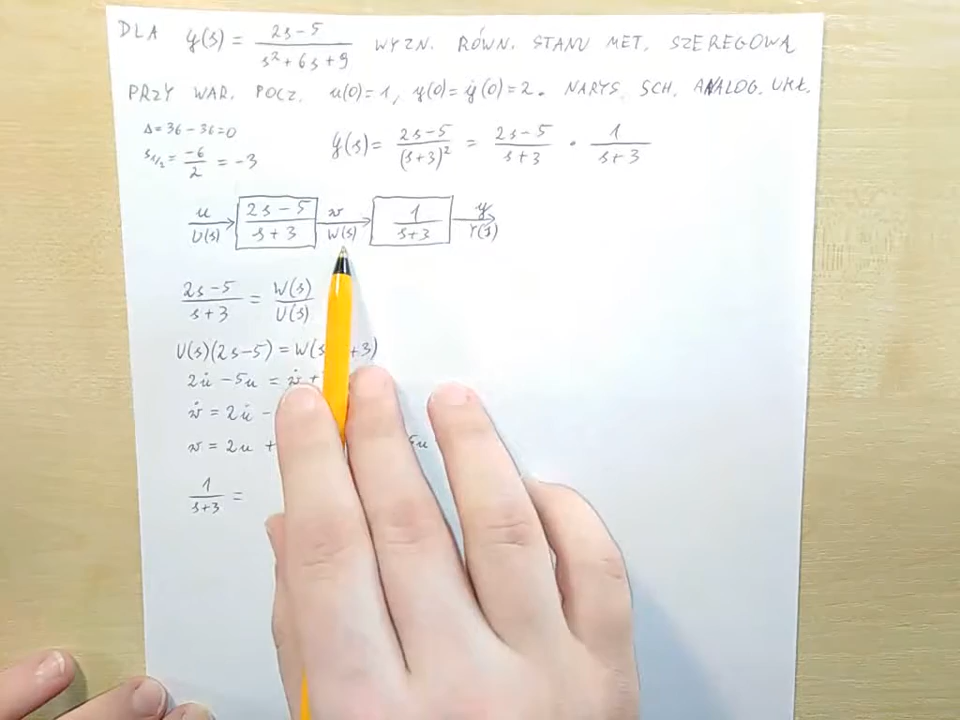 DLA G(s) = 2s-5 / s²+6s+9 WYZN. RÓWN. STANU MET. SZEREGOWĄ
PRZY WAR. POCZ. u(0)=1, y(0)=ẏ(0)=2. NARYS. SCH. ANALOG. UKŁ.
Δ=36-36=0
s₁/₂ = -6/2 = -3
G(s) = 2s-5 / (s+3)² = 2s-5 / s+3 · 1 / s+3
u U(s) 2s-5 / s+3 w W(s) 1 / s+3 y Y(s)
2s-5 / s+3 = W(s) / U(s)
U(s)(2s-5) = W(s +3)
2u̇ -5u = ẇ +
ẇ = 2u̇ -
w = 2u + 5u
1 / s+3 =